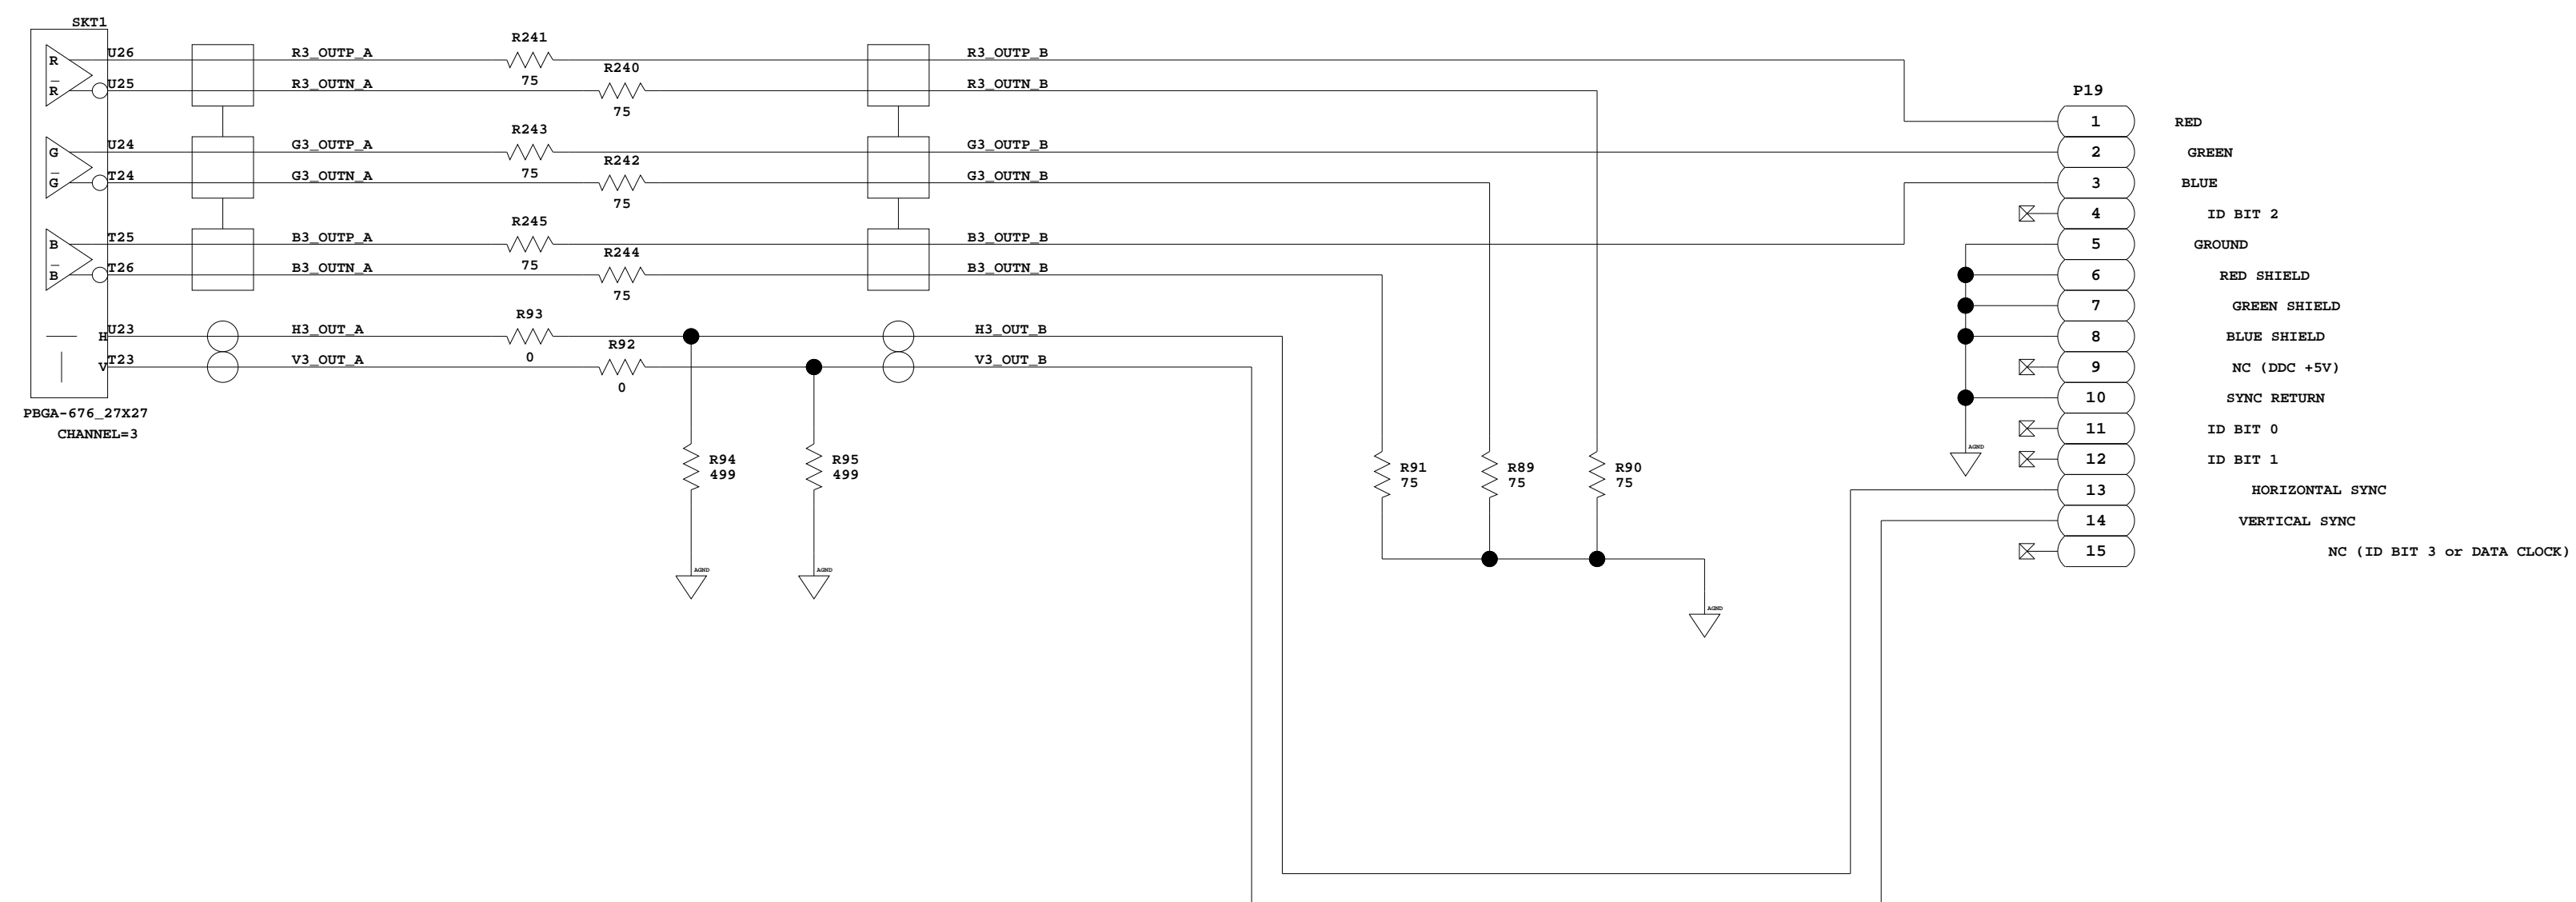 SKT1
R
U26
R3_OUTP_A
R241
75
R3_OUTP_B
R
U25
R3_OUTN_A
R240
75
R3_OUTN_B
G
U24
G3_OUTP_A
R243
75
G3_OUTP_B
G
T24
G3_OUTN_A
R242
75
G3_OUTN_B
B
T25
B3_OUTP_A
R245
75
B3_OUTP_B
B
T26
B3_OUTN_A
R244
75
B3_OUTN_B
H
U23
H3_OUT_A
R93
0
H3_OUT_B
V
T23
V3_OUT_A
R92
0
V3_OUT_B
PBGA-676_27X27
CHANNEL=3
R94
499
AGND
R95
499
AGND
R91
75
R89
75
R90
75
AGND
P19
1 RED
2 GREEN
3 BLUE
4 ID BIT 2
5 GROUND
6 RED SHIELD
7 GREEN SHIELD
8 BLUE SHIELD
9 NC (DDC +5V)
10 SYNC RETURN
11 ID BIT 0
AGND
12 ID BIT 1
13 HORIZONTAL SYNC
14 VERTICAL SYNC
15 NC (ID BIT 3 or DATA CLOCK)